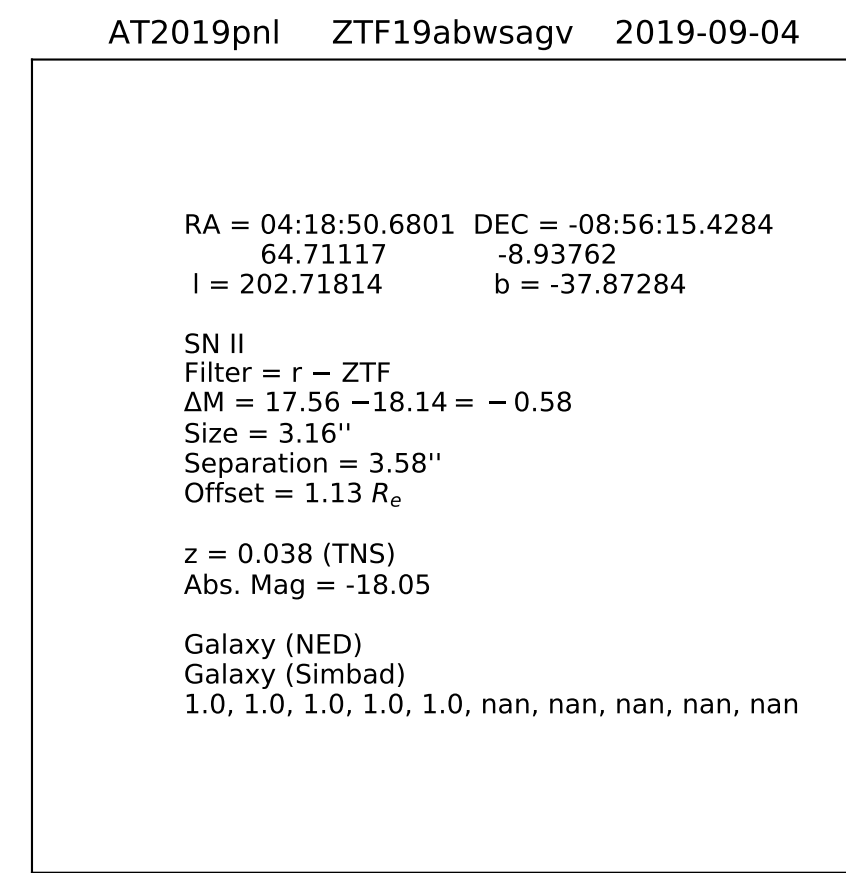 AT2019pnl ZTF19abwsagv 2019-09-04
RA = 04:18:50.6801 DEC = -08:56:15.4284
64.71117 -8.93762
l = 202.71814 b = -37.87284
SN II
Filter = r − ZTF
ΔM = 17.56 −18.14 = −0.58
Size = 3.16''
Separation = 3.58''
Offset = 1.13 Rₑ
z = 0.038 (TNS)
Abs. Mag = -18.05
Galaxy (NED)
Galaxy (Simbad)
1.0, 1.0, 1.0, 1.0, 1.0, nan, nan, nan, nan, nan